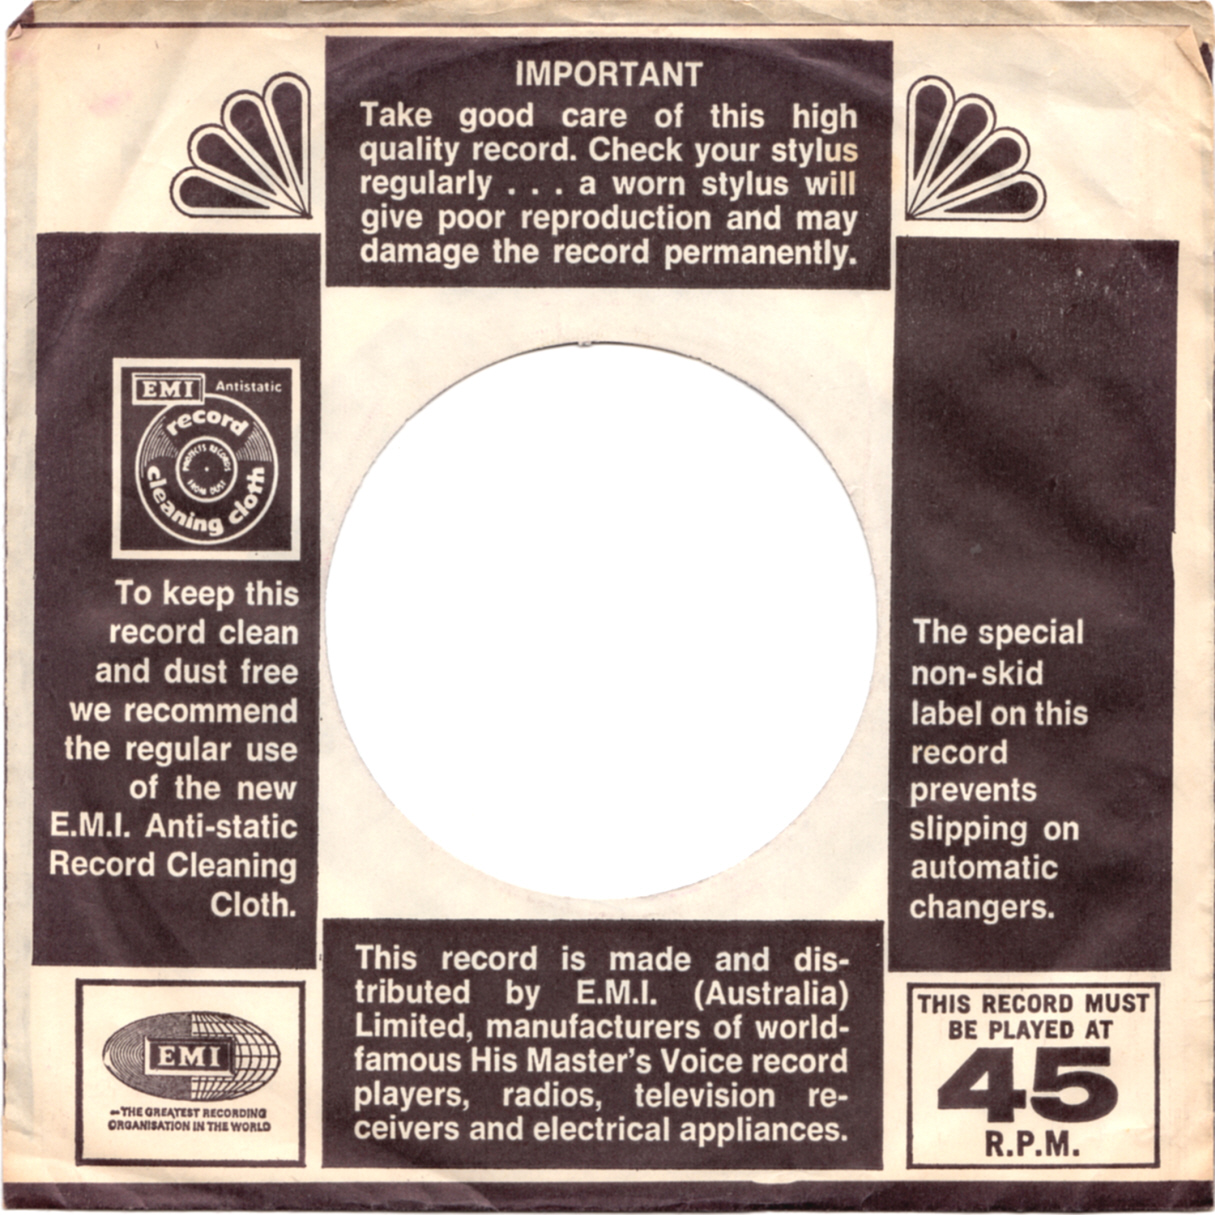 IMPORTANT
Take good care of this high
quality record. Check your stylus
regularly . . . a worn stylus will
give poor reproduction and may
damage the record permanently.
EMI Antistatic
record
cleaning cloth
PROTECTS RECORDS
FROM DUST
To keep this
record clean
and dust free
we recommend
the regular use
of the new
E.M.I. Anti-static
Record Cleaning
Cloth.
The special
non-skid
label on this
record
prevents
slipping on
automatic
changers.
EMI
-THE GREATEST RECORDING
ORGANISATION IN THE WORLD
This record is made and dis-
tributed by E.M.I. (Australia)
Limited, manufacturers of world-
famous His Master's Voice record
players, radios, television re-
ceivers and electrical appliances.
THIS RECORD MUST
BE PLAYED AT
45
R.P.M.